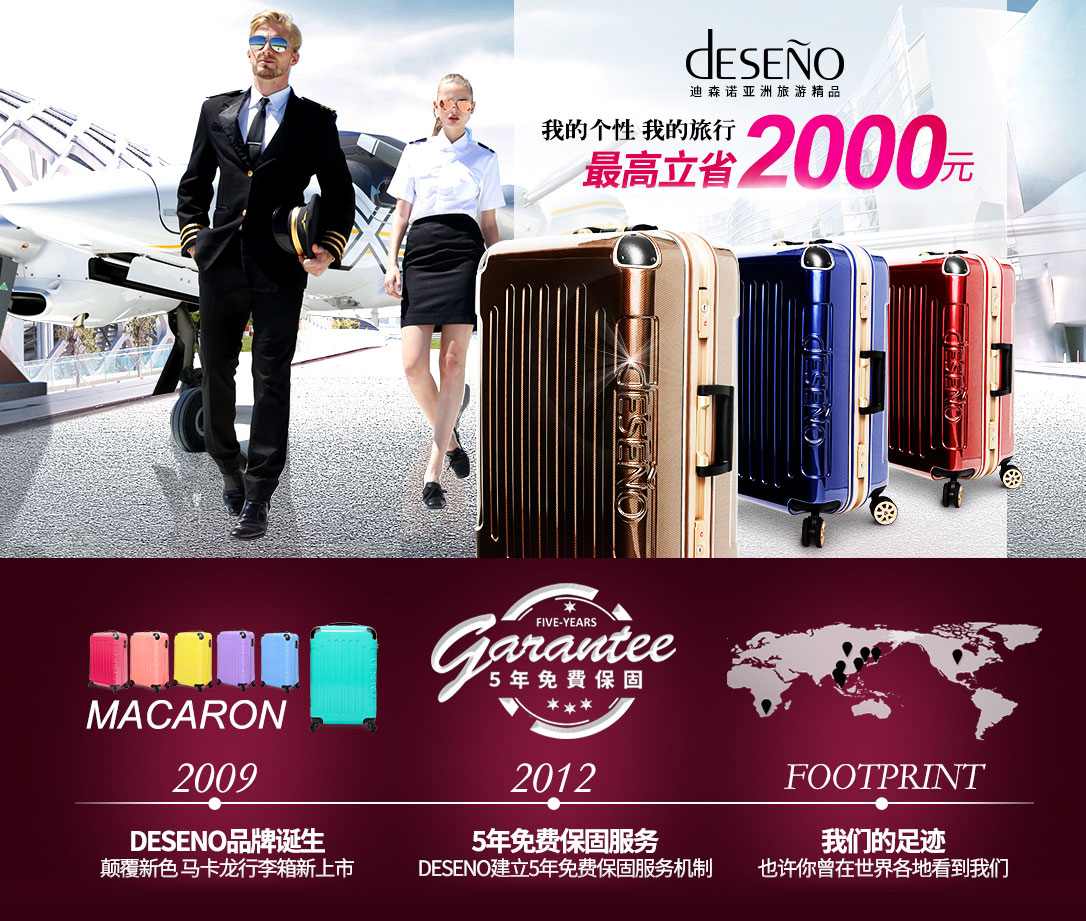 deSEÑO
迪森诺亚洲旅游精品
我的个性 我的旅行
最高立省2000元
DESEÑO
DESEÑO
DESEÑO
FIVE-YEARS
Garantee
5年免費保固
MACARON
2009
2012
FOOTPRINT
DESENO品牌诞生
5年免费保固服务
我们的足迹
颠覆新色 马卡龙行李箱新上市
DESENO建立5年免费保固服务机制
也许你曾在世界各地看到我们